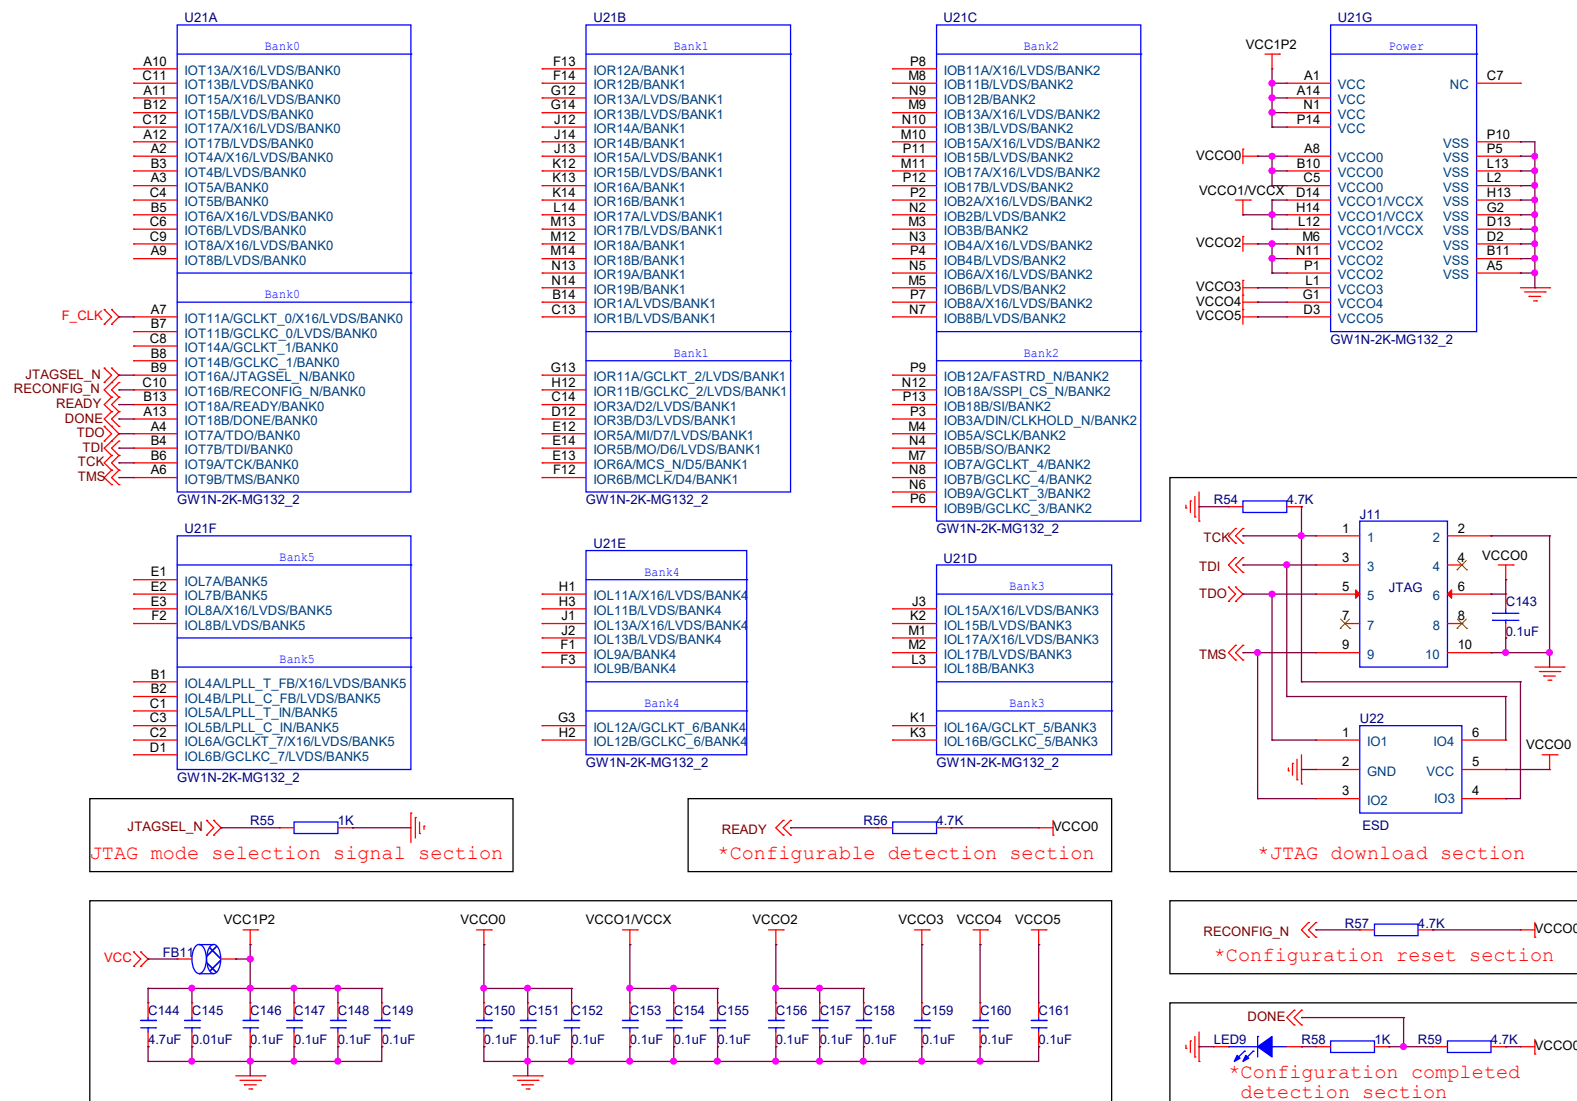 U21A
Bank0
A10 IOT13A/X16/LVDS/BANK0
C11 IOT13B/LVDS/BANK0
A11 IOT15A/X16/LVDS/BANK0
B12 IOT15B/LVDS/BANK0
C12 IOT17A/X16/LVDS/BANK0
A12 IOT17B/LVDS/BANK0
A2 IOT4A/X16/LVDS/BANK0
B3 IOT4B/LVDS/BANK0
A3 IOT5A/BANK0
C4 IOT5B/BANK0
B5 IOT6A/X16/LVDS/BANK0
C6 IOT6B/LVDS/BANK0
C9 IOT8A/X16/LVDS/BANK0
A9 IOT8B/LVDS/BANK0
Bank0
F_CLK A7 IOT11A/GCLKT_0/X16/LVDS/BANK0
B7 IOT11B/GCLKC_0/LVDS/BANK0
C8 IOT14A/GCLKT_1/BANK0
B8 IOT14B/GCLKC_1/BANK0
JTAGSEL_N B9 IOT16A/JTAGSEL_N/BANK0
RECONFIG_N C10 IOT16B/RECONFIG_N/BANK0
READY B13 IOT18A/READY/BANK0
DONE A13 IOT18B/DONE/BANK0
TDO A4 IOT7A/TDO/BANK0
TDI B4 IOT7B/TDI/BANK0
TCK B6 IOT9A/TCK/BANK0
TMS A6 IOT9B/TMS/BANK0
GW1N-2K-MG132_2
U21B
Bank1
F13 IOR12A/BANK1
F14 IOR12B/BANK1
G12 IOR13A/LVDS/BANK1
G14 IOR13B/LVDS/BANK1
J12 IOR14A/BANK1
J14 IOR14B/BANK1
J13 IOR15A/LVDS/BANK1
K12 IOR15B/LVDS/BANK1
K13 IOR16A/BANK1
K14 IOR16B/BANK1
L14 IOR17A/LVDS/BANK1
M13 IOR17B/LVDS/BANK1
M12 IOR18A/BANK1
M14 IOR18B/BANK1
N13 IOR19A/BANK1
N14 IOR19B/BANK1
B14 IOR1A/LVDS/BANK1
C13 IOR1B/LVDS/BANK1
Bank1
G13 IOR11A/GCLKT_2/LVDS/BANK1
H12 IOR11B/GCLKC_2/LVDS/BANK1
C14 IOR3A/D2/LVDS/BANK1
D12 IOR3B/D3/LVDS/BANK1
E12 IOR5A/MI/D7/LVDS/BANK1
E14 IOR5B/MO/D6/LVDS/BANK1
E13 IOR6A/MCS_N/D5/BANK1
F12 IOR6B/MCLK/D4/BANK1
GW1N-2K-MG132_2
U21C
Bank2
P8 IOB11A/X16/LVDS/BANK2
M8 IOB11B/LVDS/BANK2
N9 IOB12B/BANK2
M9 IOB13A/X16/LVDS/BANK2
N10 IOB13B/LVDS/BANK2
M10 IOB15A/X16/LVDS/BANK2
P11 IOB15B/LVDS/BANK2
M11 IOB17A/X16/LVDS/BANK2
P12 IOB17B/LVDS/BANK2
P2 IOB2A/X16/LVDS/BANK2
N2 IOB2B/LVDS/BANK2
M3 IOB3B/BANK2
N3 IOB4A/X16/LVDS/BANK2
P4 IOB4B/LVDS/BANK2
N5 IOB6A/X16/LVDS/BANK2
M5 IOB6B/LVDS/BANK2
P7 IOB8A/X16/LVDS/BANK2
N7 IOB8B/LVDS/BANK2
Bank2
P9 IOB12A/FASTRD_N/BANK2
N12 IOB18A/SSPI_CS_N/BANK2
P13 IOB18B/SI/BANK2
P3 IOB3A/DIN/CLKHOLD_N/BANK2
M4 IOB5A/SCLK/BANK2
N4 IOB5B/SO/BANK2
M7 IOB7A/GCLKT_4/BANK2
N8 IOB7B/GCLKC_4/BANK2
N6 IOB9A/GCLKT_3/BANK2
P6 IOB9B/GCLKC_3/BANK2
GW1N-2K-MG132_2
U21G
Power
VCC1P2
A1 VCC NC C7
A14 VCC
N1 VCC
P14 VCC
VSS P10
VCCO0 A8 VCCO0 VSS P5
B10 VCCO0 VSS L13
C5 VCCO0 VSS L2
VCCO1/VCCX D14 VCCO1/VCCX VSS H13
H14 VCCO1/VCCX VSS G2
L12 VCCO1/VCCX VSS D13
VCCO2 M6 VCCO2 VSS D2
N11 VCCO2 VSS B11
P1 VCCO2 VSS A5
VCCO3 L1 VCCO3
VCCO4 G1 VCCO4
VCCO5 D3 VCCO5
GW1N-2K-MG132_2
U21F
Bank5
E1 IOL7A/BANK5
E2 IOL7B/BANK5
E3 IOL8A/X16/LVDS/BANK5
F2 IOL8B/LVDS/BANK5
Bank5
B1 IOL4A/LPLL_T_FB/X16/LVDS/BANK5
B2 IOL4B/LPLL_C_FB/LVDS/BANK5
C1 IOL5A/LPLL_T_IN/BANK5
C3 IOL5B/LPLL_C_IN/BANK5
C2 IOL6A/GCLKT_7/X16/LVDS/BANK5
D1 IOL6B/GCLKC_7/LVDS/BANK5
GW1N-2K-MG132_2
U21E
Bank4
H1 IOL11A/X16/LVDS/BANK4
H3 IOL11B/LVDS/BANK4
J1 IOL13A/X16/LVDS/BANK4
J2 IOL13B/LVDS/BANK4
F1 IOL9A/BANK4
F3 IOL9B/BANK4
Bank4
G3 IOL12A/GCLKT_6/BANK4
H2 IOL12B/GCLKC_6/BANK4
GW1N-2K-MG132_2
U21D
Bank3
J3 IOL15A/X16/LVDS/BANK3
K2 IOL15B/LVDS/BANK3
M1 IOL17A/X16/LVDS/BANK3
M2 IOL17B/LVDS/BANK3
L3 IOL18B/BANK3
Bank3
K1 IOL16A/GCLKT_5/BANK3
K3 IOL16B/GCLKC_5/BANK3
GW1N-2K-MG132_2
R54 4.7K
J11
TCK 1 1 2 2
TDI 3 3 4 4 VCCO0
TDO 5 5 JTAG 6 6 C143
7 7 8 8 0.1uF
TMS 9 9 10 10
U22
1 IO1 IO4 6 VCCO0
2 GND VCC 5
3 IO2 IO3 4
ESD
*JTAG download section
JTAGSEL_N R55 1K
JTAG mode selection signal section
READY R56 4.7K VCCO0
*Configurable detection section
VCC1P2 VCCO0 VCCO1/VCCX VCCO2 VCCO3 VCCO4 VCCO5
VCC FB11
C144 C145 C146 C147 C148 C149 C150 C151 C152 C153 C154 C155 C156 C157 C158 C159 C160 C161
4.7uF 0.01uF 0.1uF 0.1uF 0.1uF 0.1uF 0.1uF 0.1uF 0.1uF 0.1uF 0.1uF 0.1uF 0.1uF 0.1uF 0.1uF 0.1uF 0.1uF 0.1uF
RECONFIG_N R57 4.7K VCCO0
*Configuration reset section
DONE
LED9 R58 1K R59 4.7K VCCO0
*Configuration completed
detection section